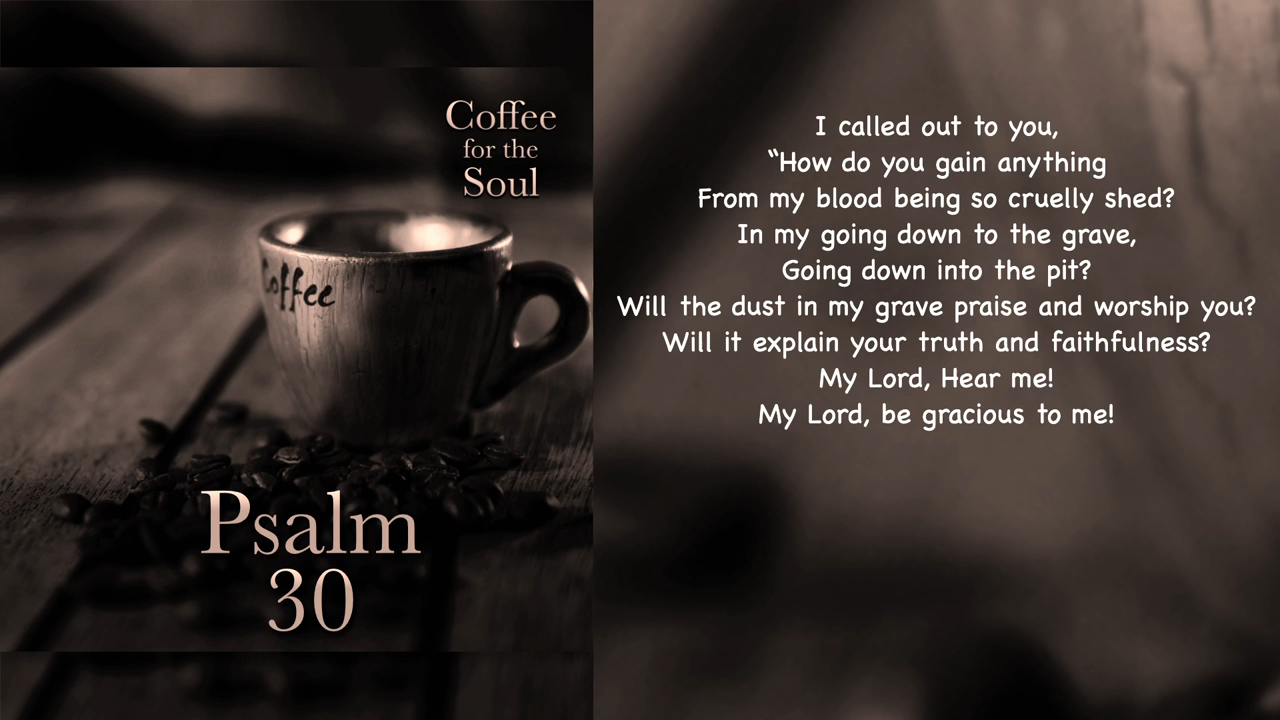 Coffee
for the
Soul
Coffee
Psalm
30
I called out to you,
“How do you gain anything
From my blood being so cruelly shed?
In my going down to the grave,
Going down into the pit?
Will the dust in my grave praise and worship you?
Will it explain your truth and faithfulness?
My Lord, Hear me!
My Lord, be gracious to me!